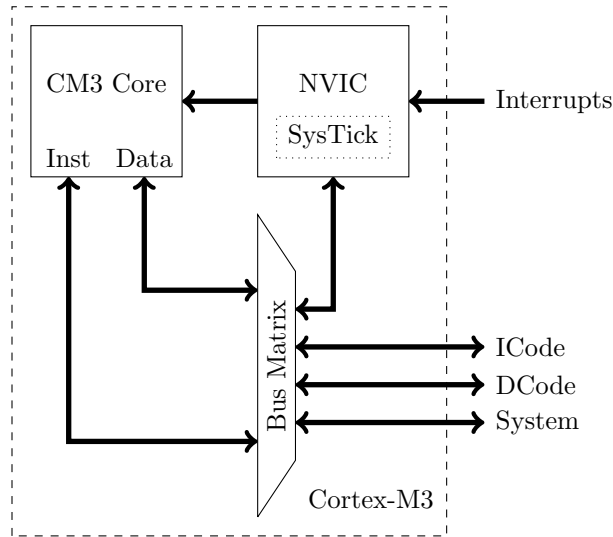 CM3 Core
NVIC
Interrupts
SysTick
Inst
Data
Bus Matrix
ICode
DCode
System
Cortex-M3